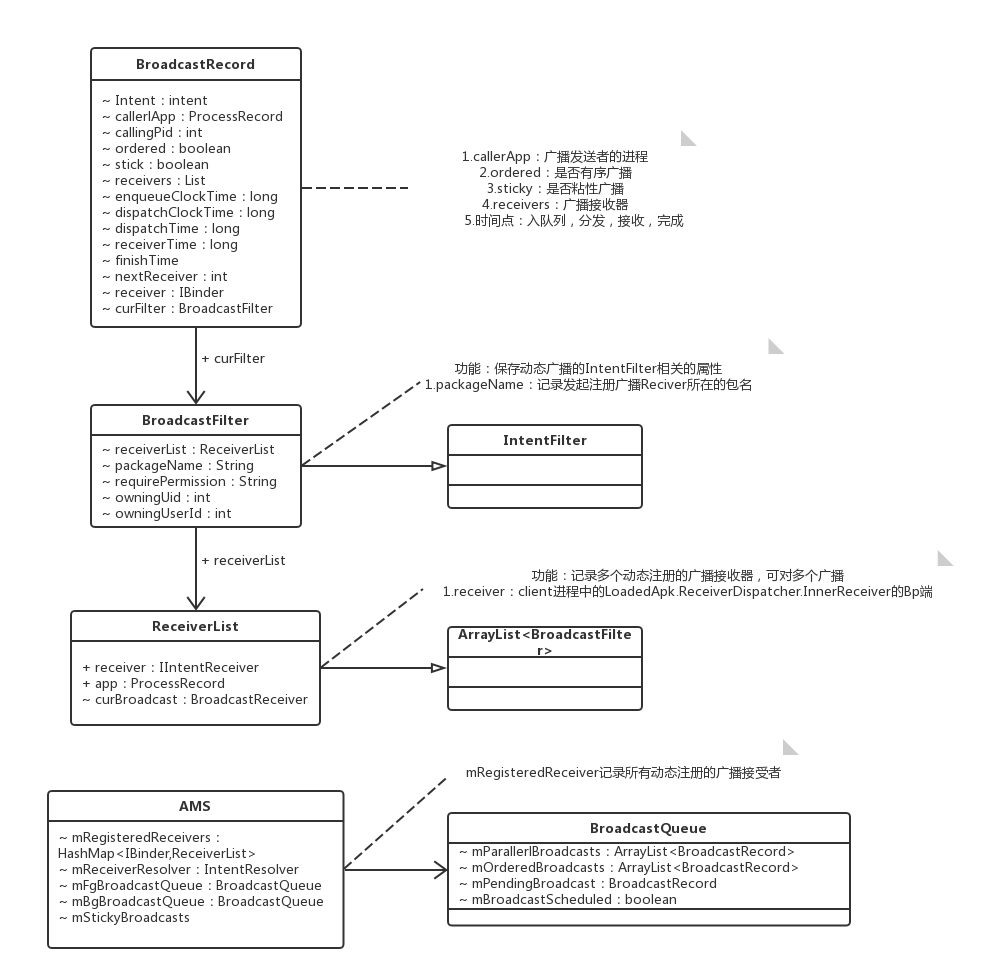 BroadcastRecord
~ Intent : intent
~ callerlApp : ProcessRecord
~ callingPid : int
~ ordered : boolean
~ stick : boolean
~ receivers : List
~ enqueueClockTime : long
~ dispatchClockTime : long
~ dispatchTime : long
~ receiverTime : long
~ finishTime
~ nextReceiver : int
~ receiver : IBinder
~ curFilter : BroadcastFilter
1.callerApp：广播发送者的进程
2.ordered：是否有序广播
3.sticky：是否粘性广播
4.receivers：广播接收器
5.时间点：入队列，分发，接收，完成
+ curFilter
功能：保存动态广播的IntentFilter相关的属性
1.packageName：记录发起注册广播Reciver所在的包名
BroadcastFilter
~ receiverList : ReceiverList
~ packageName : String
~ requirePermission : String
~ owningUid : int
~ owningUserId : int
IntentFilter
+ receiverList
功能：记录多个动态注册的广播接收器，可对多个广播
1.receiver：client进程中的LoadedApk.ReceiverDispatcher.InnerReceiver的Bp端
ReceiverList
+ receiver : IIntentReceiver
+ app : ProcessRecord
~ curBroadcast : BroadcastReceiver
ArrayList<BroadcastFilte
r>
mRegisteredReceiver记录所有动态注册的广播接受者
AMS
~ mRegisteredReceivers :
HashMap<IBinder,ReceiverList>
~ mReceiverResolver : IntentResolver
~ mFgBroadcastQueue : BroadcastQueue
~ mBgBroadcastQueue : BroadcastQueue
~ mStickyBroadcasts
BroadcastQueue
~ mParallerlBroadcasts : ArrayList<BroadcastRecord>
~ mOrderedBroadcasts : ArrayList<BroadcastRecord>
~ mPendingBroadcast : BroadcastRecord
~ mBroadcastScheduled : boolean